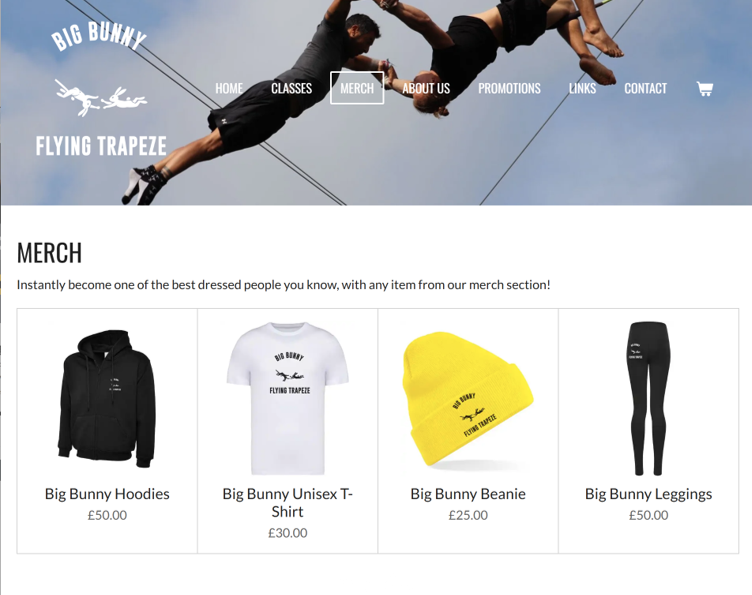 BIG BUNNY
FLYING TRAPEZE
HOME CLASSES MERCH ABOUT US PROMOTIONS LINKS CONTACT
MERCH
Instantly become one of the best dressed people you know, with any item from our merch section!
BIG BUNNY
FLYING TRAPEZE
BIG BUNNY
FLYING TRAPEZE
Big Bunny Hoodies
£50.00
Big Bunny Unisex T-
Shirt
£30.00
Big Bunny Beanie
£25.00
Big Bunny Leggings
£50.00